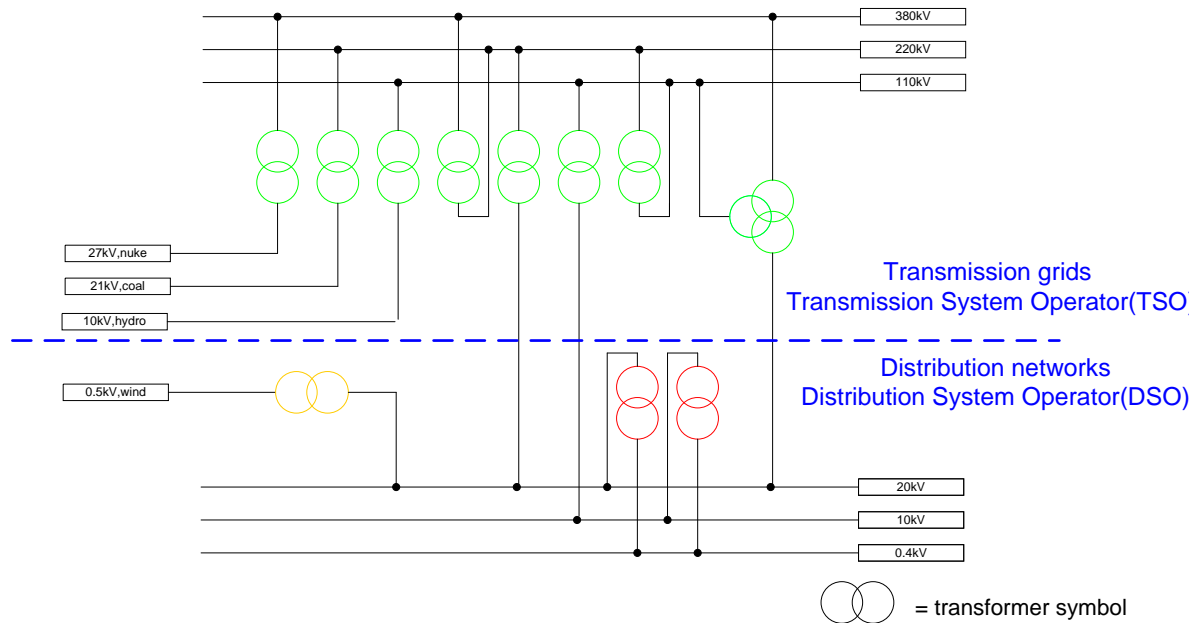 380kV
220kV
110kV
27kV,nuke
21kV,coal
10kV,hydro
Transmission grids
Transmission System Operator(TSO)
Distribution networks
Distribution System Operator(DSO)
0.5kV,wind
20kV
10kV
0.4kV
= transformer symbol